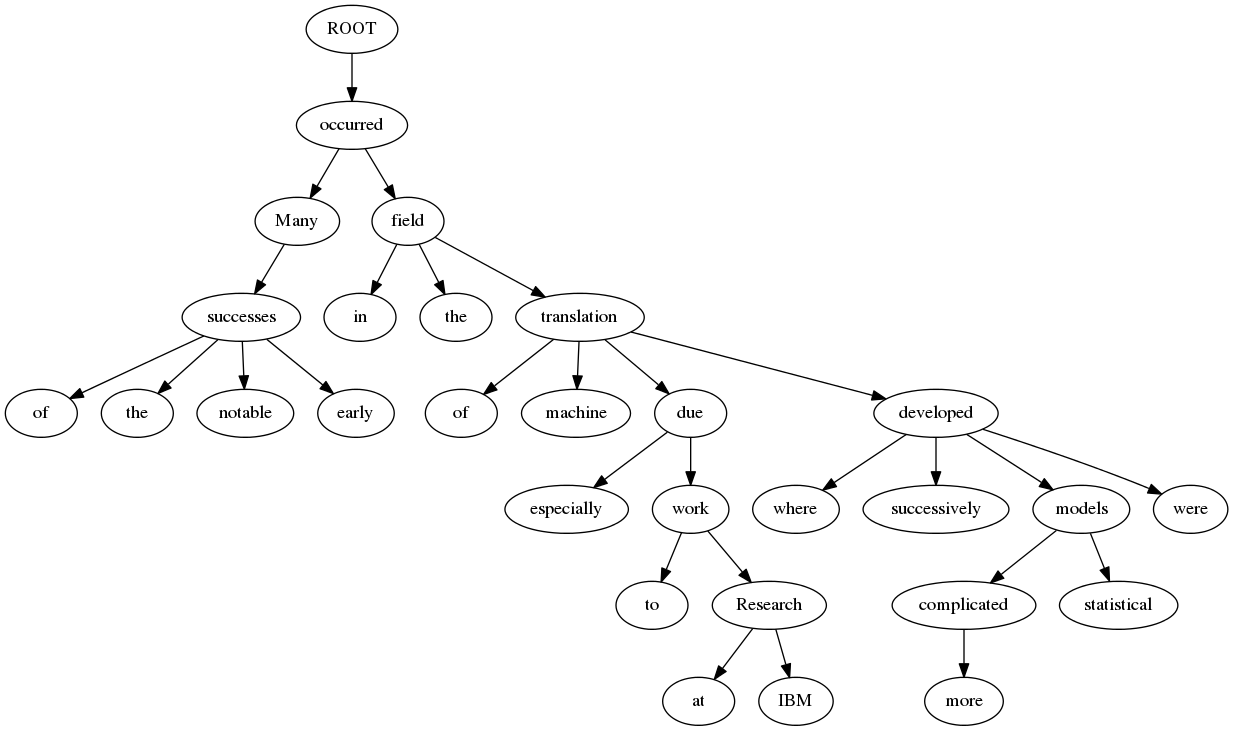 ROOT
occurred
Many field
successes in the translation
of the notable early of machine due developed
especially work where successively models were
to Research complicated statistical
at IBM more